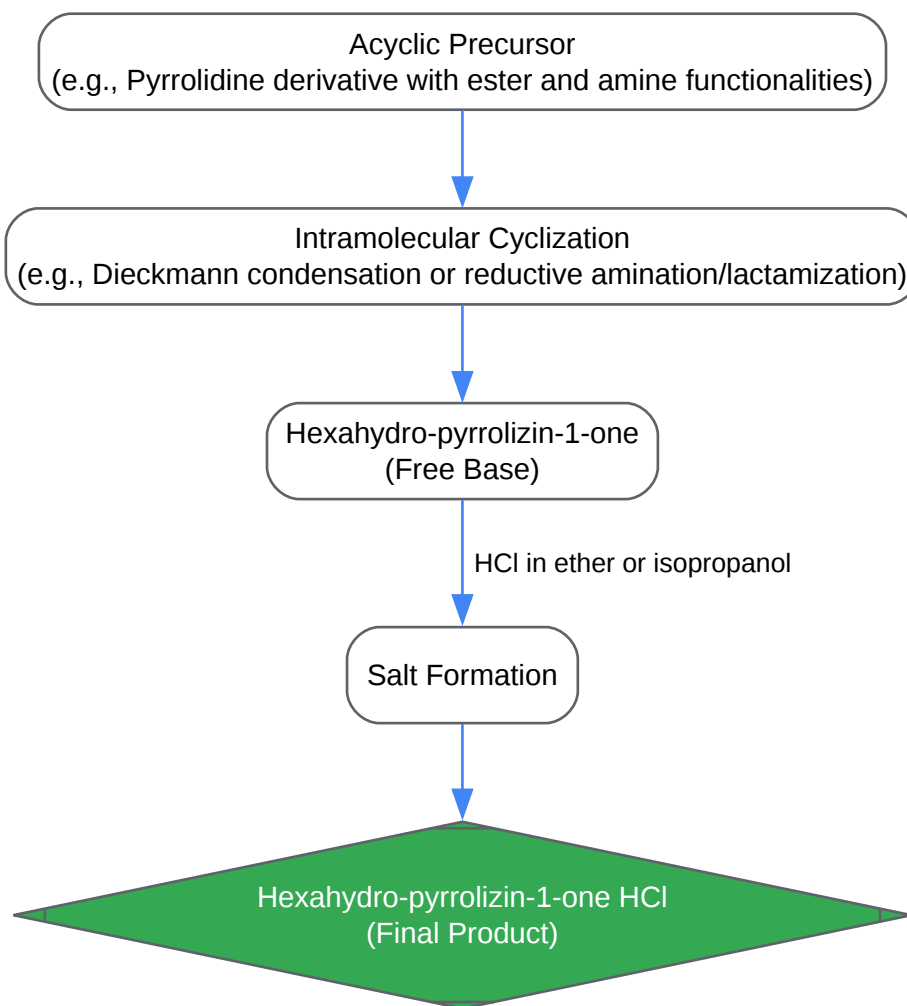 Acyclic Precursor
(e.g., Pyrrolidine derivative with ester and amine functionalities)
Intramolecular Cyclization
(e.g., Dieckmann condensation or reductive amination/lactamization)
Hexahydro-pyrrolizin-1-one
(Free Base)
HCl in ether or isopropanol
Salt Formation
Hexahydro-pyrrolizin-1-one HCl
(Final Product)